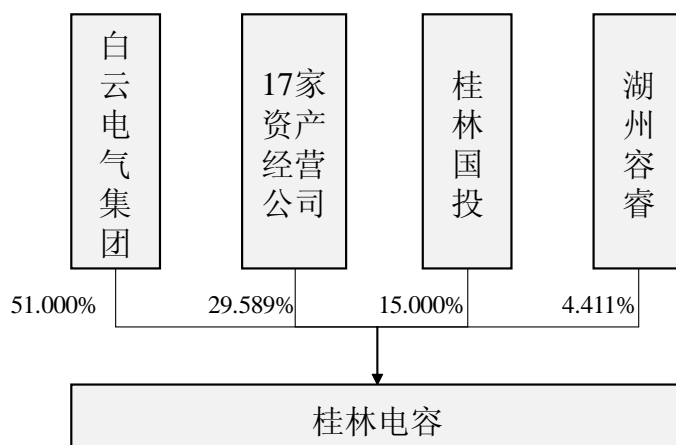 白云电气集团
17家
资产
经营
公司
桂林国投
湖州容睿
51.000%
29.589%
15.000%
4.411%
桂林电容